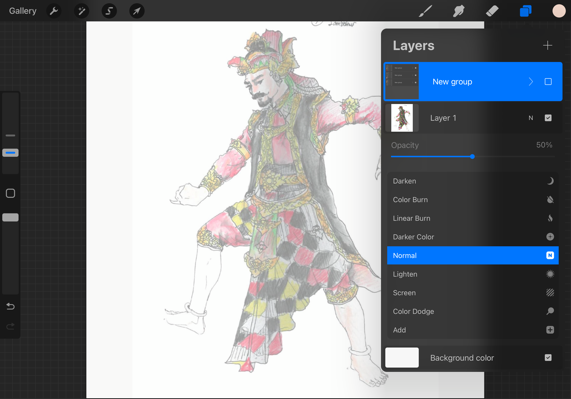 Gallery
Layers
New group
Layer 1
N
Opacity
50%
Darken
Color Burn
Linear Burn
Darker Color
Normal
N
Lighten
Screen
Color Dodge
Add
Background color